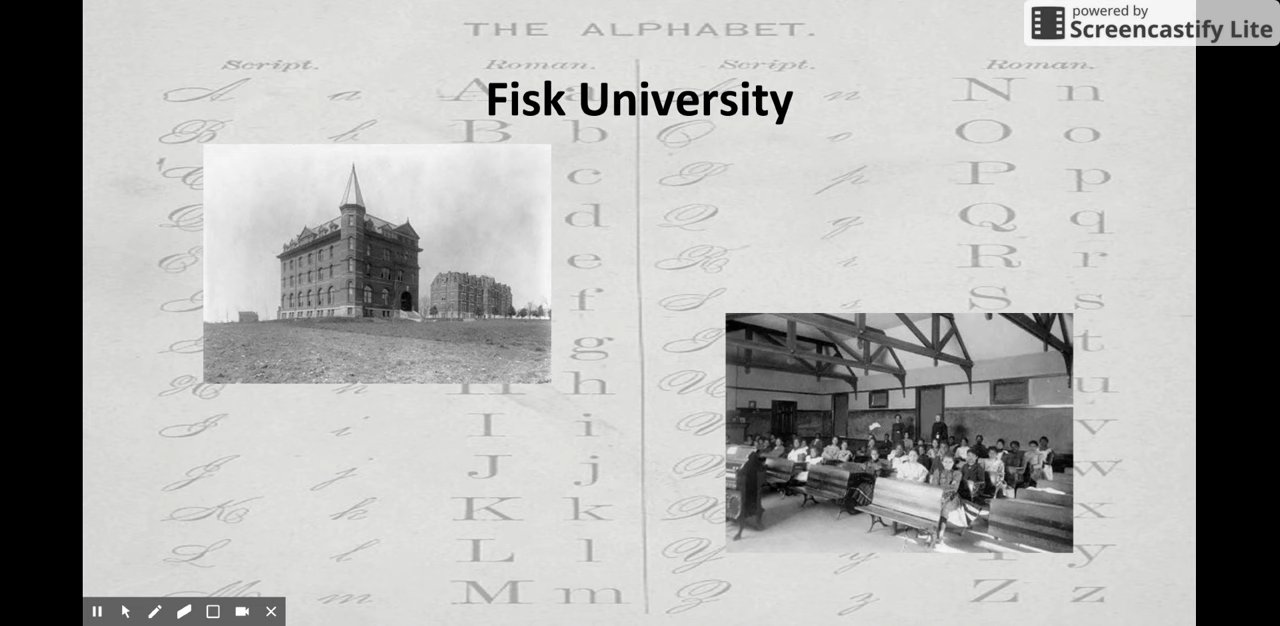 powered by
Screencastify Lite
THE ALPHABET.
Script. Roman. Script. Roman.
Fisk University
A a A a n N n
B b B b O o O o
C c P p P p
D d Q q Q q
E e R r R r
f S s S s
g t
H h h U u
I i I i v
J j J j w
K k K k X x
L l L l Y y y
M m M m Z z Z z